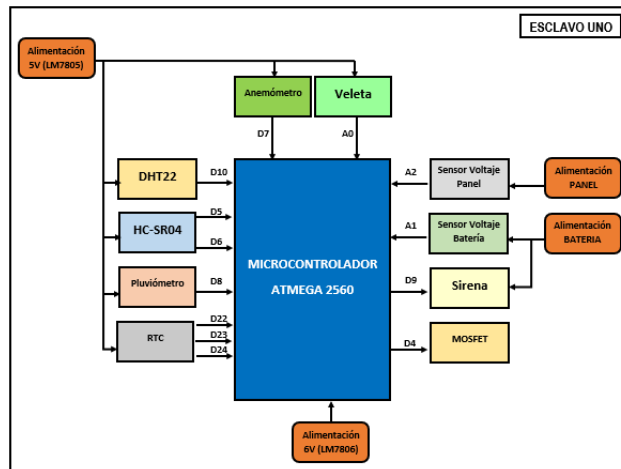 ESCLAVO UNO
Alimentación
5V (LM7805)
Anemómetro
Veleta
D7
A0
DHT22
D10
HC-SR04
D5
D6
Pluviómetro
D8
RTC
D22
D23
D24
MICROCONTROLADOR
ATMEGA 2560
A2
Sensor Voltaje
Panel
Alimentación
PANEL
A1
Sensor Voltaje
Batería
Alimentación
BATERIA
D9
Sirena
D4
MOSFET
Alimentación
6V (LM7806)